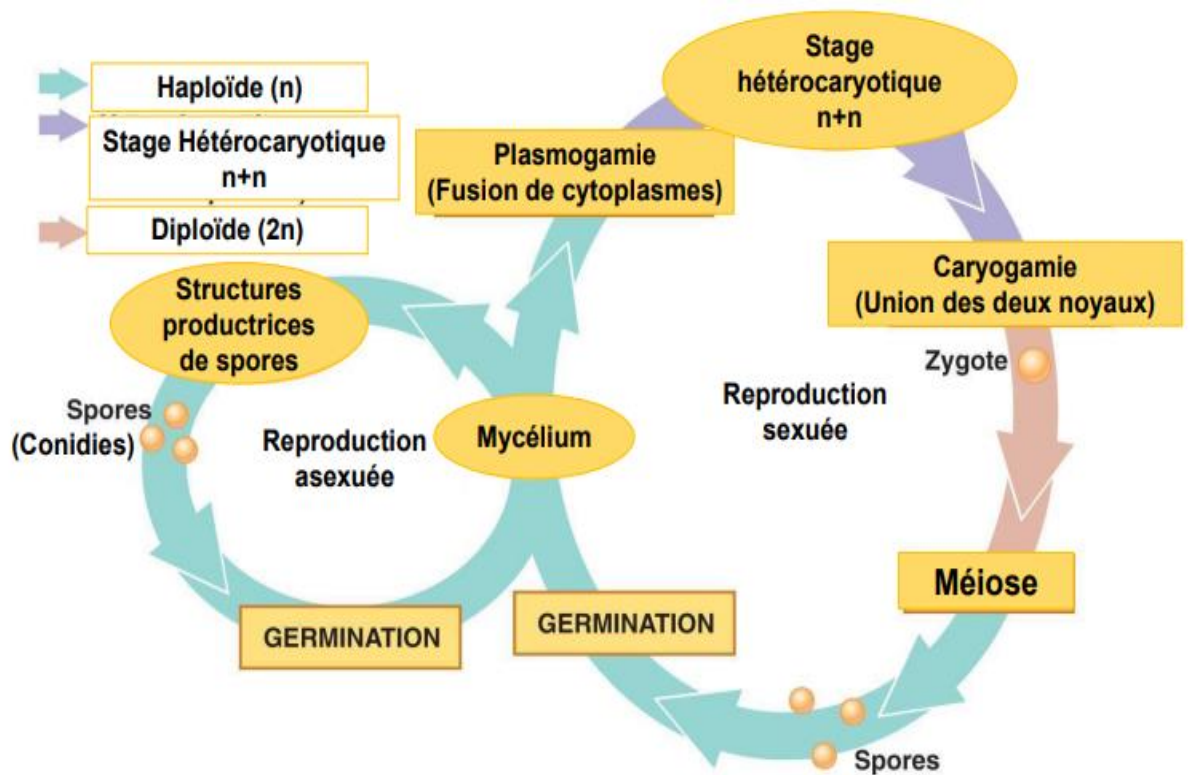 Haploïde (n)
Stage Hétérocaryotique
n+n
Diploïde (2n)
Stage
hétérocaryotique
n+n
Plasmogamie
(Fusion de cytoplasmes)
Caryogamie
(Union des deux noyaux)
Structures
productrices
de spores
Zygote
Reproduction
sexuée
Spores
(Conidies)
Reproduction
asexuée
Mycélium
Méiose
GERMINATION
GERMINATION
Spores